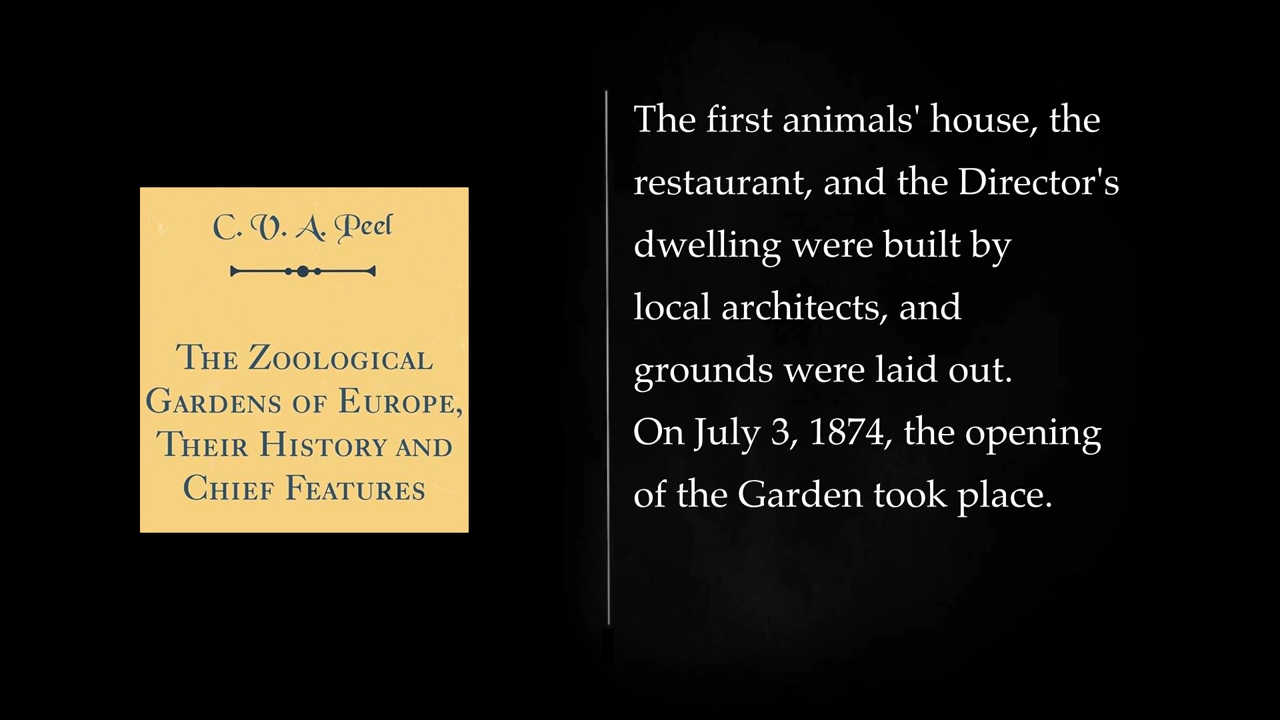 C. V. A. Peel
The Zoological
Gardens of Europe,
Their History and
Chief Features
The first animals' house, the
restaurant, and the Director's
dwelling were built by
local architects, and
grounds were laid out.
On July 3, 1874, the opening
of the Garden took place.